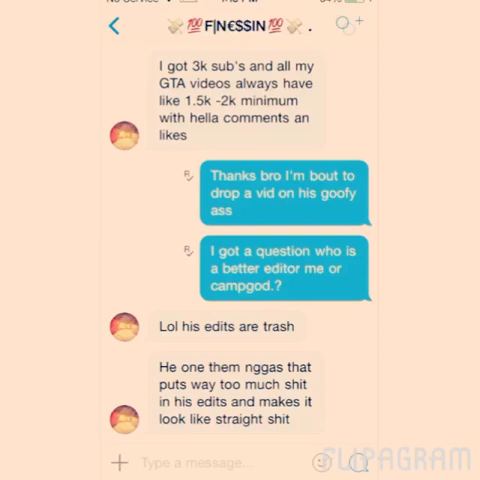 F|N€$$IN
I got 3k sub's and all my
GTA videos always have
like 1.5k -2k minimum
with hella comments an
likes
Thanks bro I'm bout to
drop a vid on his goofy
ass
I got a question who is
a better editor me or
campgod.?
Lol his edits are trash
He one them nggas that
puts way too much shit
in his edits and makes it
look like straight shit
Type a message...
FLIPAGRAM